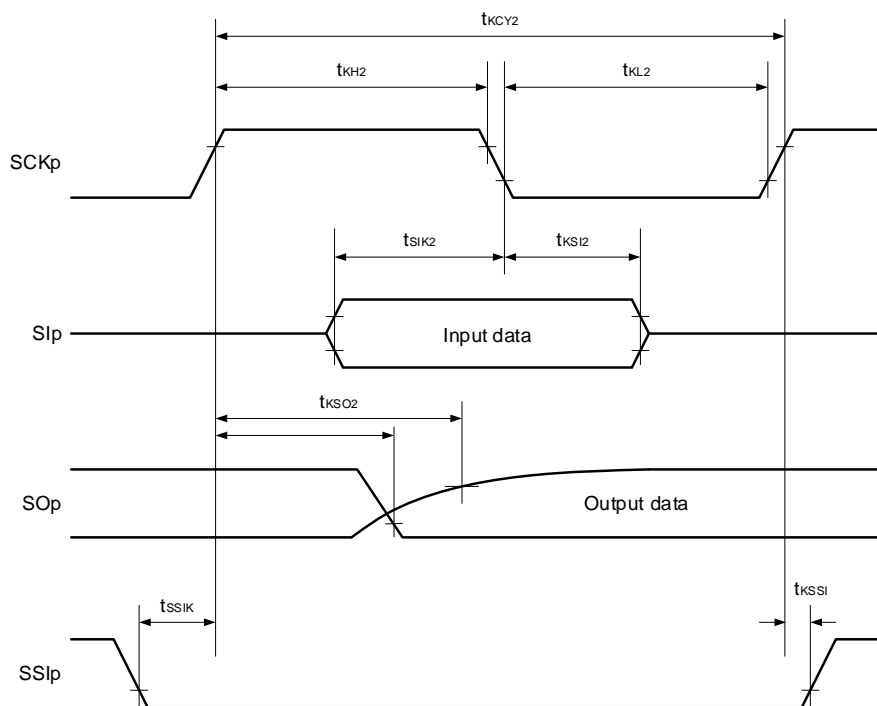 tKCY2
tKH2
tKL2
SCKp
tSIK2
tKSI2
SIp
Input data
tKSO2
SOp
Output data
tSSIK
tKSSI
SSIp